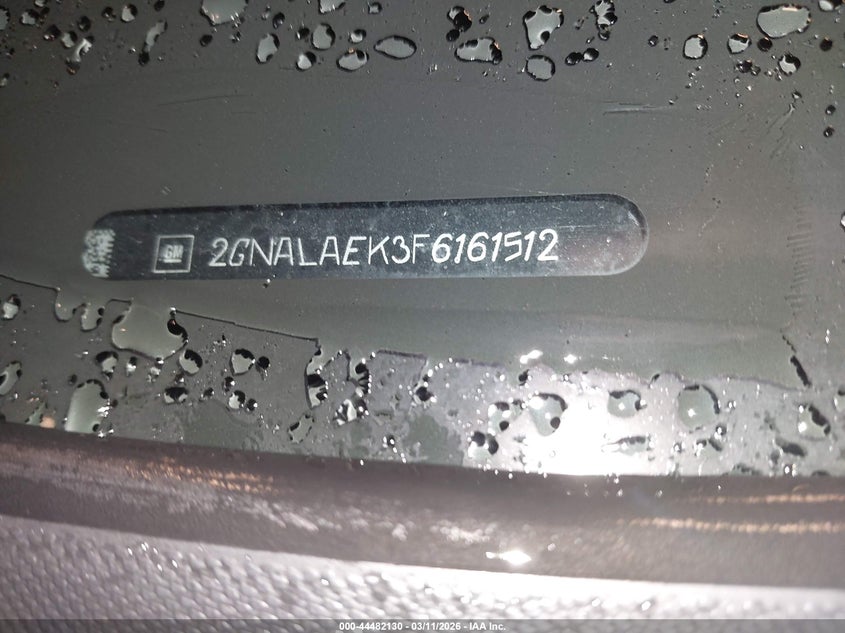 GM 2GNALAEK3F6161512
000-44482130 - 03/11/2026 - IAA Inc.